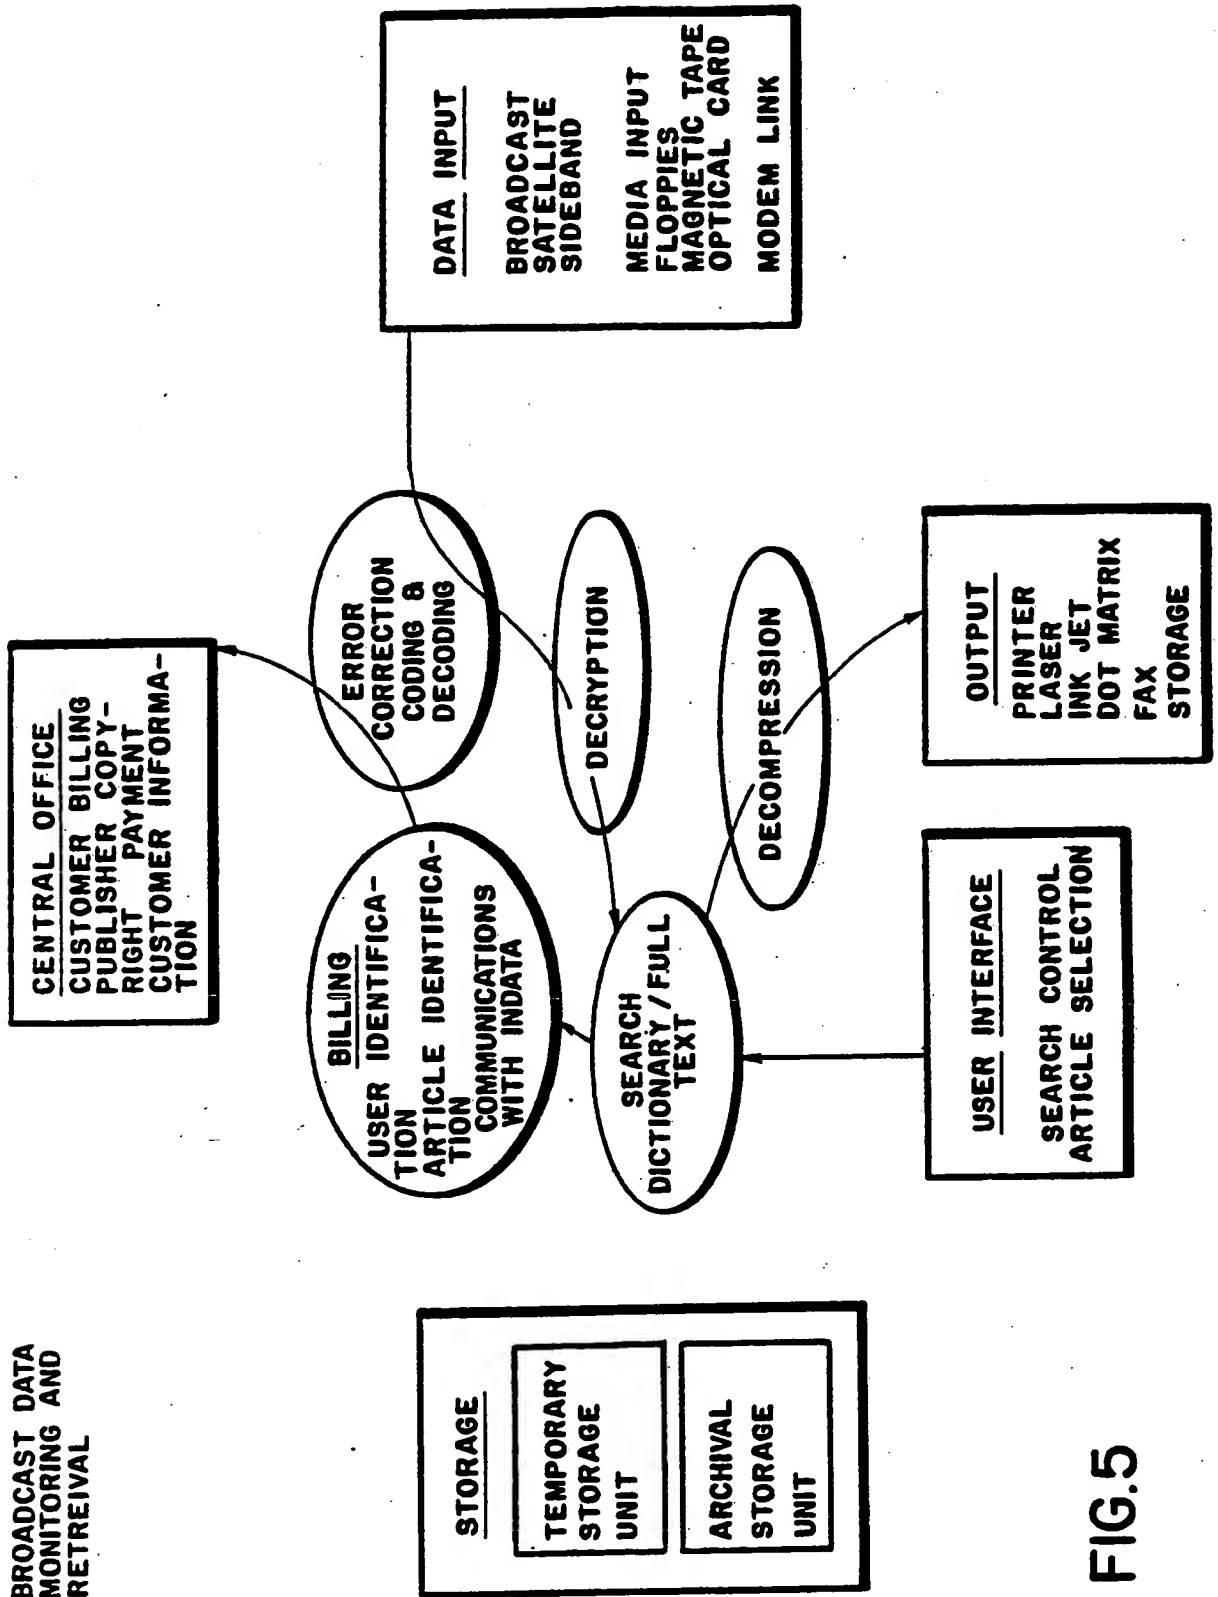 BROADCAST DATA
MONITORING AND
RETREIVAL
CENTRAL OFFICE
CUSTOMER BILLING
PUBLISHER COPY-
RIGHT PAYMENT
CUSTOMER INFORMA-
TION
BILLING
USER IDENTIFICA-
TION
ARTICLE IDENTIFICA-
TION
COMMUNICATIONS
WITH INDATA
ERROR
CORRECTION
CODING &
DECODING
DATA INPUT
BROADCAST
SATELLITE
SIDEBAND
MEDIA INPUT
FLOPPIES
MAGNETIC TAPE
OPTICAL CARD
MODEM LINK
STORAGE
TEMPORARY
STORAGE
UNIT
ARCHIVAL
STORAGE
UNIT
SEARCH
DICTIONARY/FULL
TEXT
DECRYPTION
DECOMPRESSION
USER INTERFACE
SEARCH CONTROL
ARTICLE SELECTION
OUTPUT
PRINTER
LASER
INK JET
DOT MATRIX
FAX
STORAGE
FIG.5